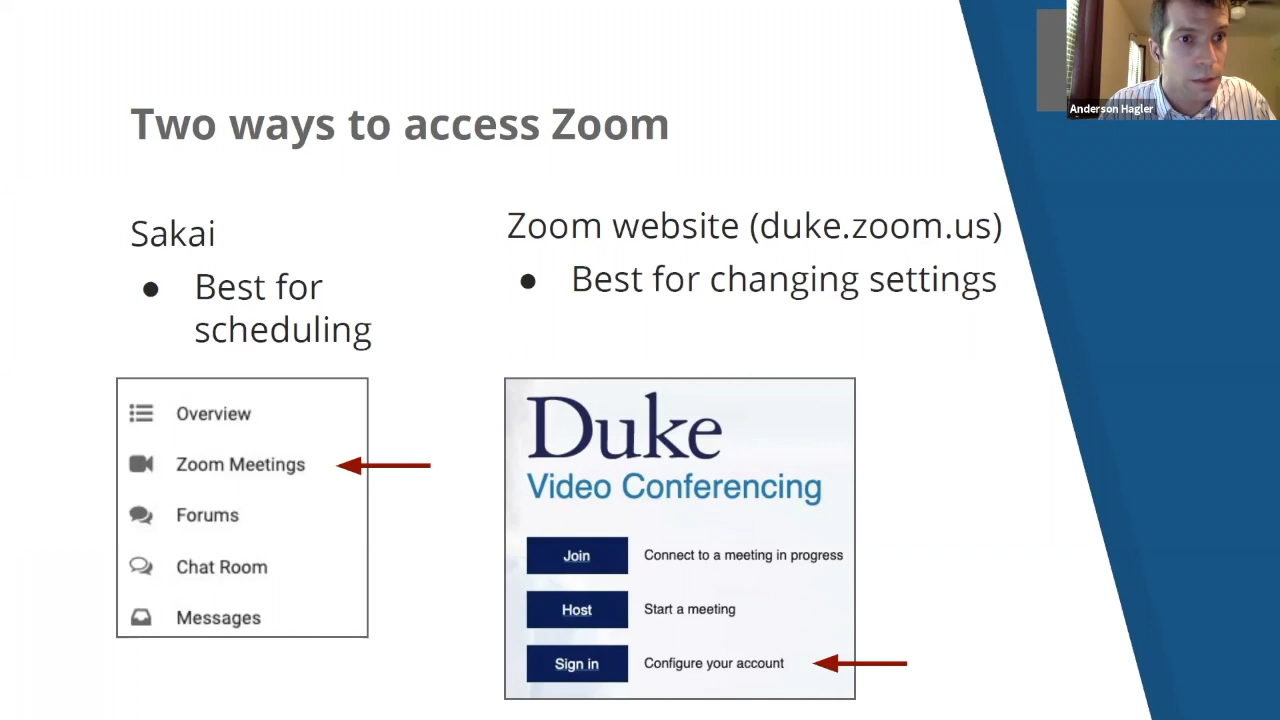 Anderson Hagler
Two ways to access Zoom
Sakai
● Best for
scheduling
Zoom website (duke.zoom.us)
● Best for changing settings
Overview
Zoom Meetings
Forums
Chat Room
Messages
Duke
Video Conferencing
Join Connect to a meeting in progress
Host Start a meeting
Sign in Configure your account